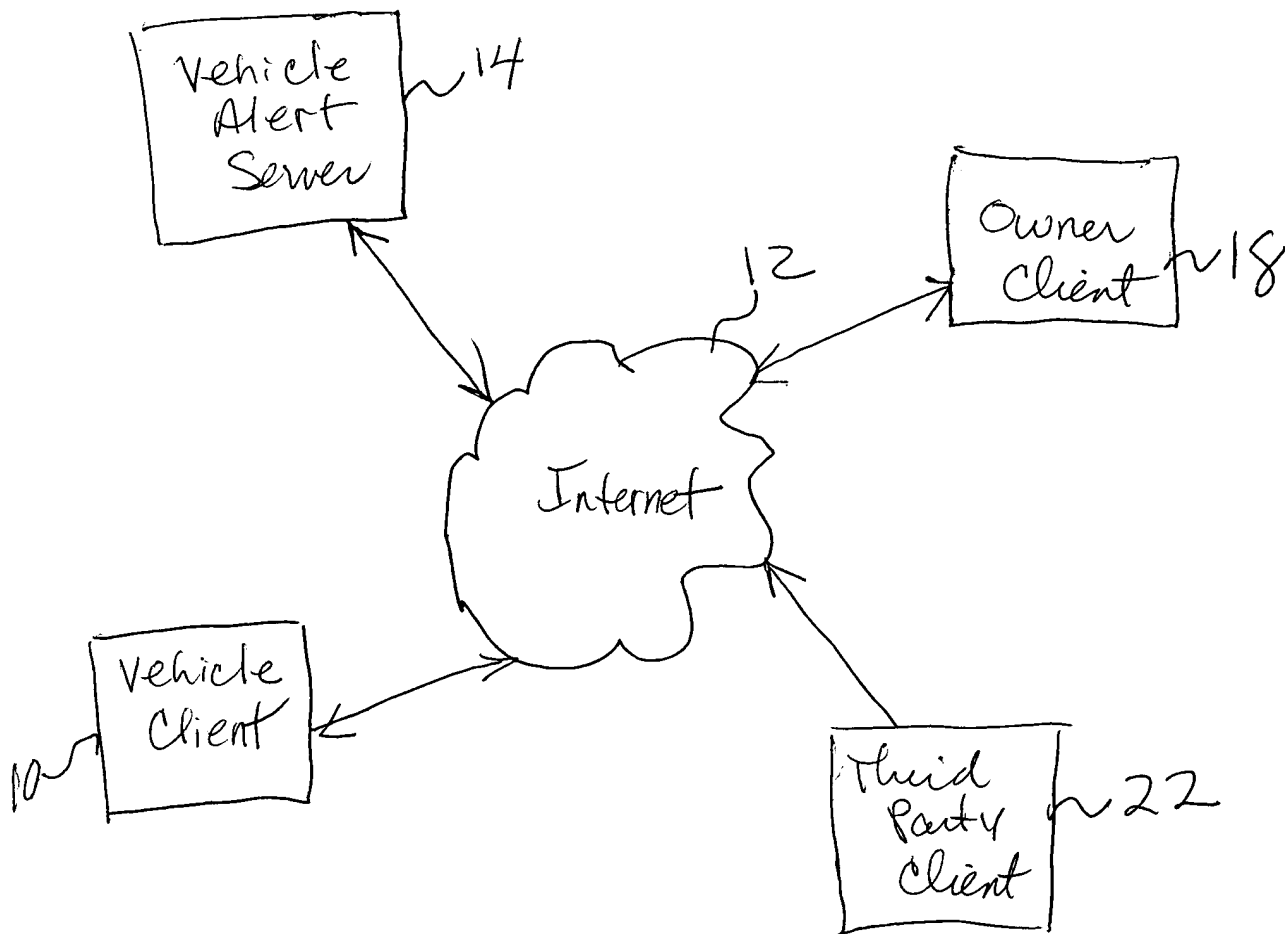 Vehicle
Alert
Server
14
Owner
Client
18
12
Internet
Vehicle
Client
10
Third
Party
Client
22